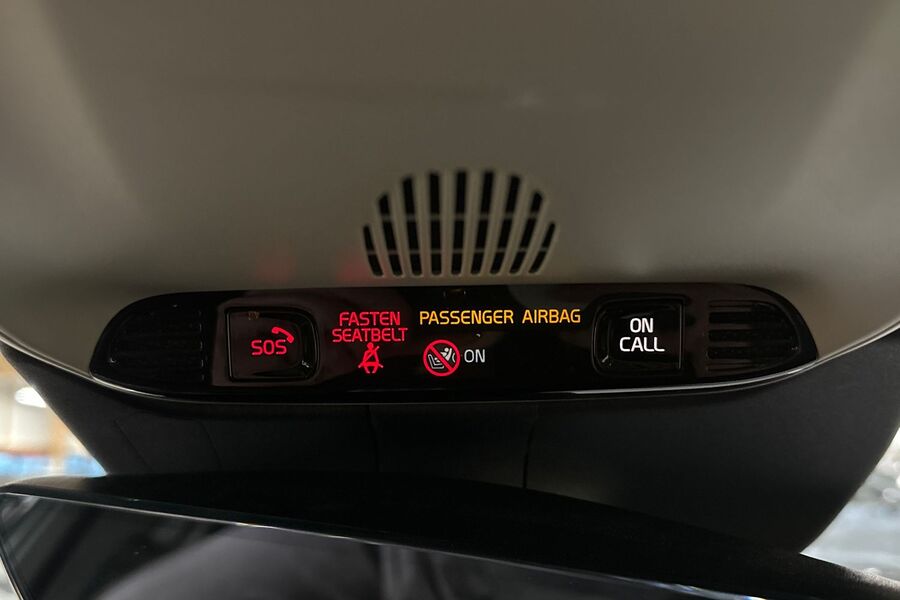 SOS
FASTEN
SEATBELT
PASSENGER AIRBAG
ON
ON
CALL